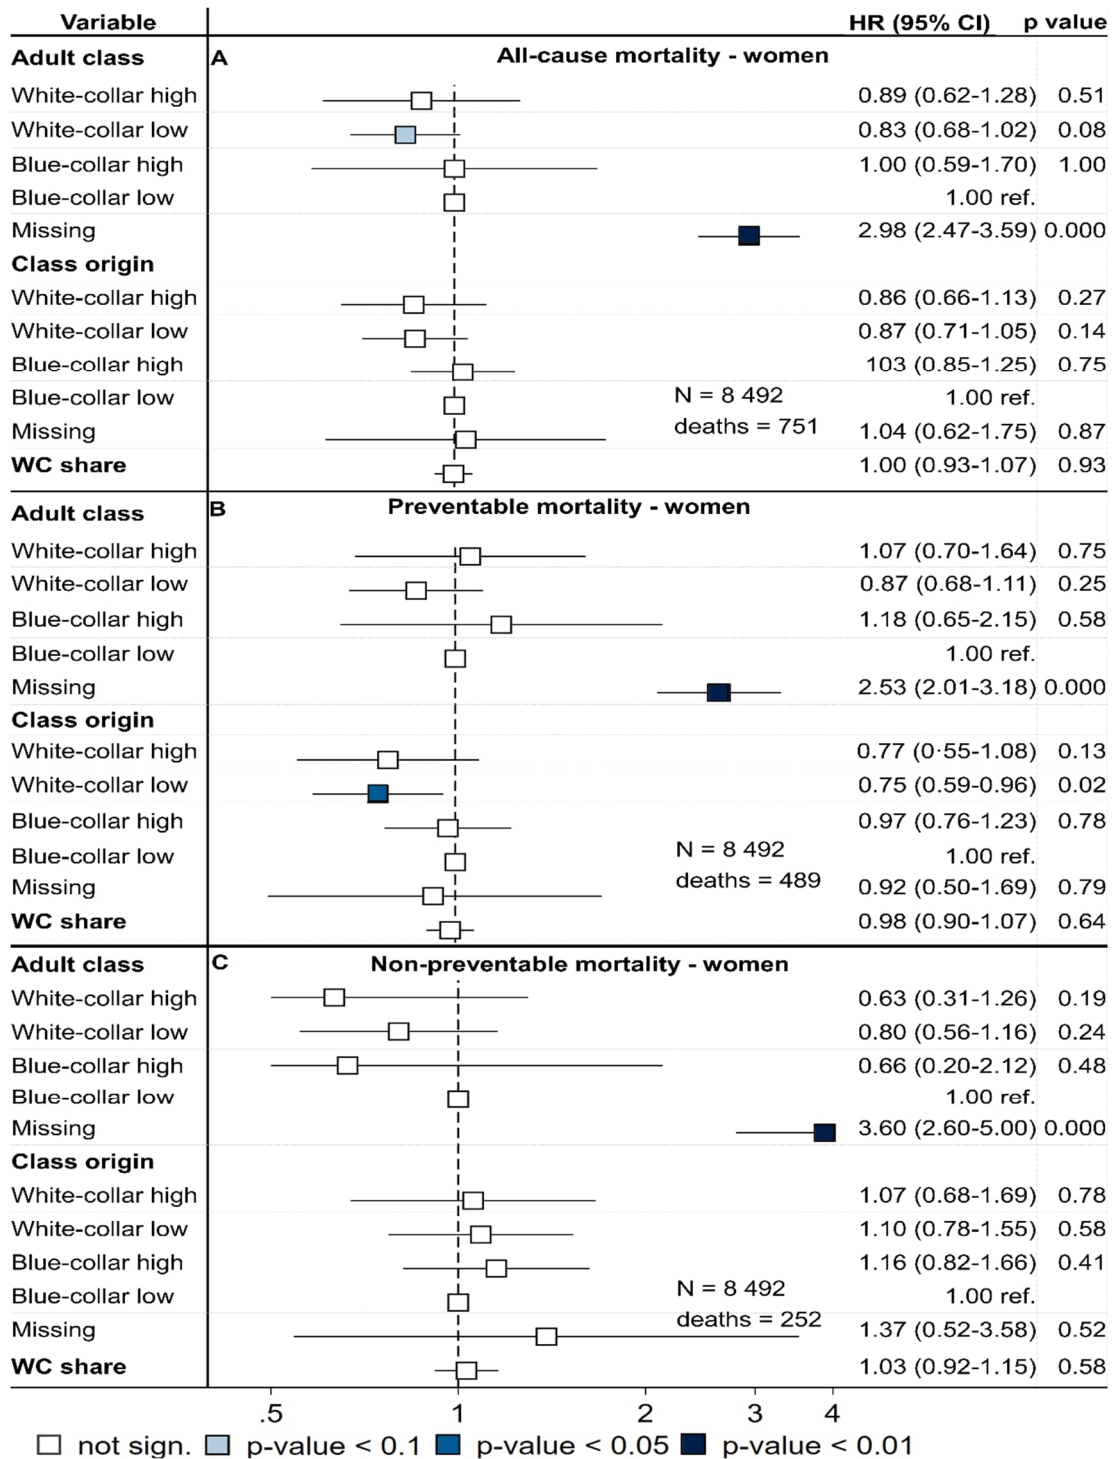 Variable HR (95% CI) p value
Adult class A All-cause mortality - women
White-collar high 0.89 (0.62-1.28) 0.51
White-collar low 0.83 (0.68-1.02) 0.08
Blue-collar high 1.00 (0.59-1.70) 1.00
Blue-collar low 1.00 ref.
Missing 2.98 (2.47-3.59) 0.000
Class origin
White-collar high 0.86 (0.66-1.13) 0.27
White-collar low 0.87 (0.71-1.05) 0.14
Blue-collar high 103 (0.85-1.25) 0.75
Blue-collar low N = 8 492 1.00 ref.
Missing deaths = 751 1.04 (0.62-1.75) 0.87
WC share 1.00 (0.93-1.07) 0.93
Adult class B Preventable mortality - women
White-collar high 1.07 (0.70-1.64) 0.75
White-collar low 0.87 (0.68-1.11) 0.25
Blue-collar high 1.18 (0.65-2.15) 0.58
Blue-collar low 1.00 ref.
Missing 2.53 (2.01-3.18) 0.000
Class origin
White-collar high 0.77 (0·55-1.08) 0.13
White-collar low 0.75 (0.59-0.96) 0.02
Blue-collar high 0.97 (0.76-1.23) 0.78
Blue-collar low N = 8 492 1.00 ref.
Missing deaths = 489 0.92 (0.50-1.69) 0.79
WC share 0.98 (0.90-1.07) 0.64
Adult class C Non-preventable mortality - women
White-collar high 0.63 (0.31-1.26) 0.19
White-collar low 0.80 (0.56-1.16) 0.24
Blue-collar high 0.66 (0.20-2.12) 0.48
Blue-collar low 1.00 ref.
Missing 3.60 (2.60-5.00) 0.000
Class origin
White-collar high 1.07 (0.68-1.69) 0.78
White-collar low 1.10 (0.78-1.55) 0.58
Blue-collar high 1.16 (0.82-1.66) 0.41
Blue-collar low N = 8 492 1.00 ref.
Missing deaths = 252 1.37 (0.52-3.58) 0.52
WC share 1.03 (0.92-1.15) 0.58
.5 1 2 3 4
not sign. p-value < 0.1 p-value < 0.05 p-value < 0.01